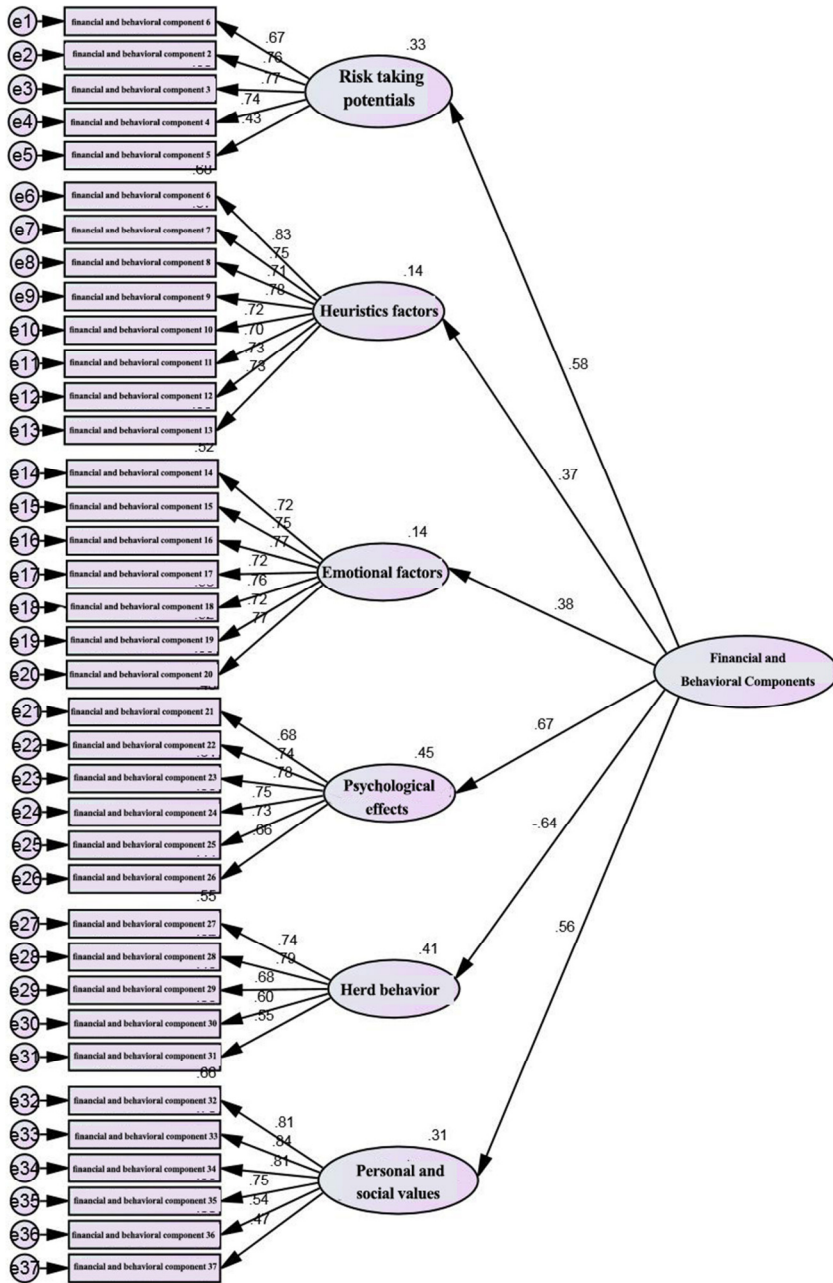 e1 financial and behavioral component 6
e2 financial and behavioral component 2
e3 financial and behavioral component 3
e4 financial and behavioral component 4
e5 financial and behavioral component 5
.67
.76
.77
.74
.43
.33
Risk taking
potentials
.68
e6 financial and behavioral component 6
e7 financial and behavioral component 7
e8 financial and behavioral component 8
e9 financial and behavioral component 9
e10 financial and behavioral component 10
e11 financial and behavioral component 11
e12 financial and behavioral component 12
e13 financial and behavioral component 13
.83
.75
.71
.78
.72
.70
.73
.73
.14
Heuristics factors
.52
e14 financial and behavioral component 14
e15 financial and behavioral component 15
e16 financial and behavioral component 16
e17 financial and behavioral component 17
e18 financial and behavioral component 18
e19 financial and behavioral component 19
e20 financial and behavioral component 20
.72
.75
.77
.72
.76
.72
.77
.14
Emotional factors
e21 financial and behavioral component 21
e22 financial and behavioral component 22
e23 financial and behavioral component 23
e24 financial and behavioral component 24
e25 financial and behavioral component 25
e26 financial and behavioral component 26
.68
.74
.78
.75
.73
.66
.45
Psychological
effects
.55
e27 financial and behavioral component 27
e28 financial and behavioral component 28
e29 financial and behavioral component 29
e30 financial and behavioral component 30
e31 financial and behavioral component 31
.74
.79
.68
.60
.55
.41
Herd behavior
.66
e32 financial and behavioral component 32
e33 financial and behavioral component 33
e34 financial and behavioral component 34
e35 financial and behavioral component 35
e36 financial and behavioral component 36
e37 financial and behavioral component 37
.81
.84
.81
.75
.54
.47
.31
Personal and
social values
.58
.37
.38
.67
-.64
.56
Financial and
Behavioral Components